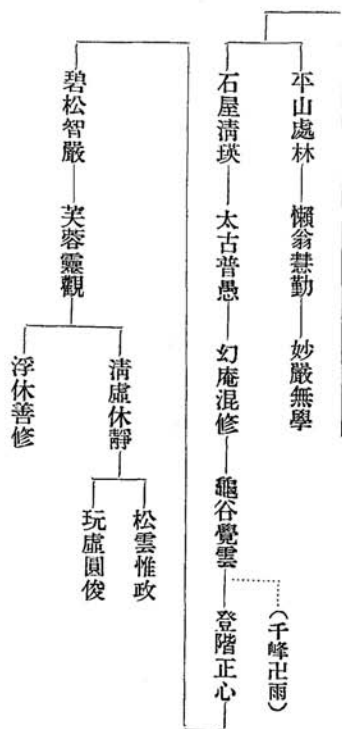 平山處林 懶翁慧勤 妙嚴無學
石屋淸珙 太古普愚 幻庵混修 龜谷覺雲 登階正心
(千峰卍雨)
碧松智嚴 芙蓉靈觀
淸虛休靜
浮休善修
松雲惟政
玩虛圓俊